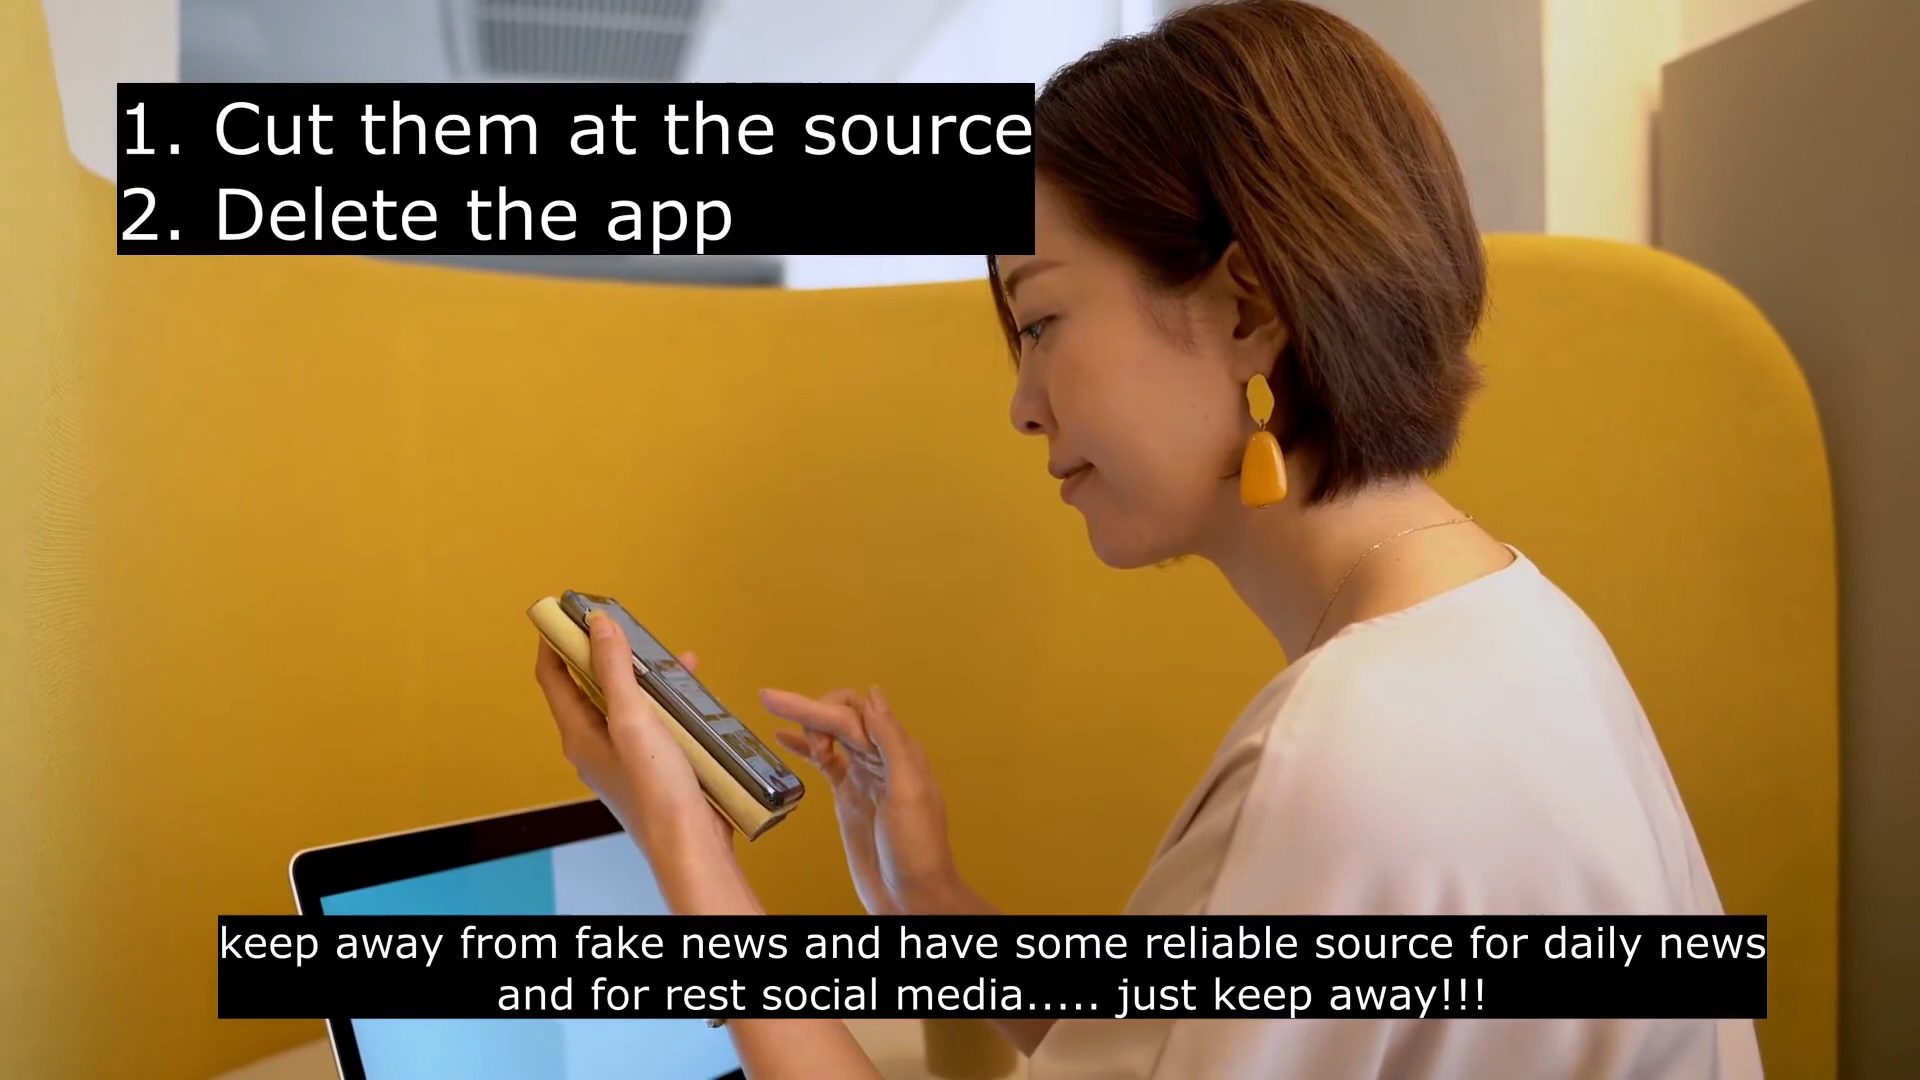 1. Cut them at the source
2. Delete the app
keep away from fake news and have some reliable source for daily news
and for rest social media..... just keep away!!!